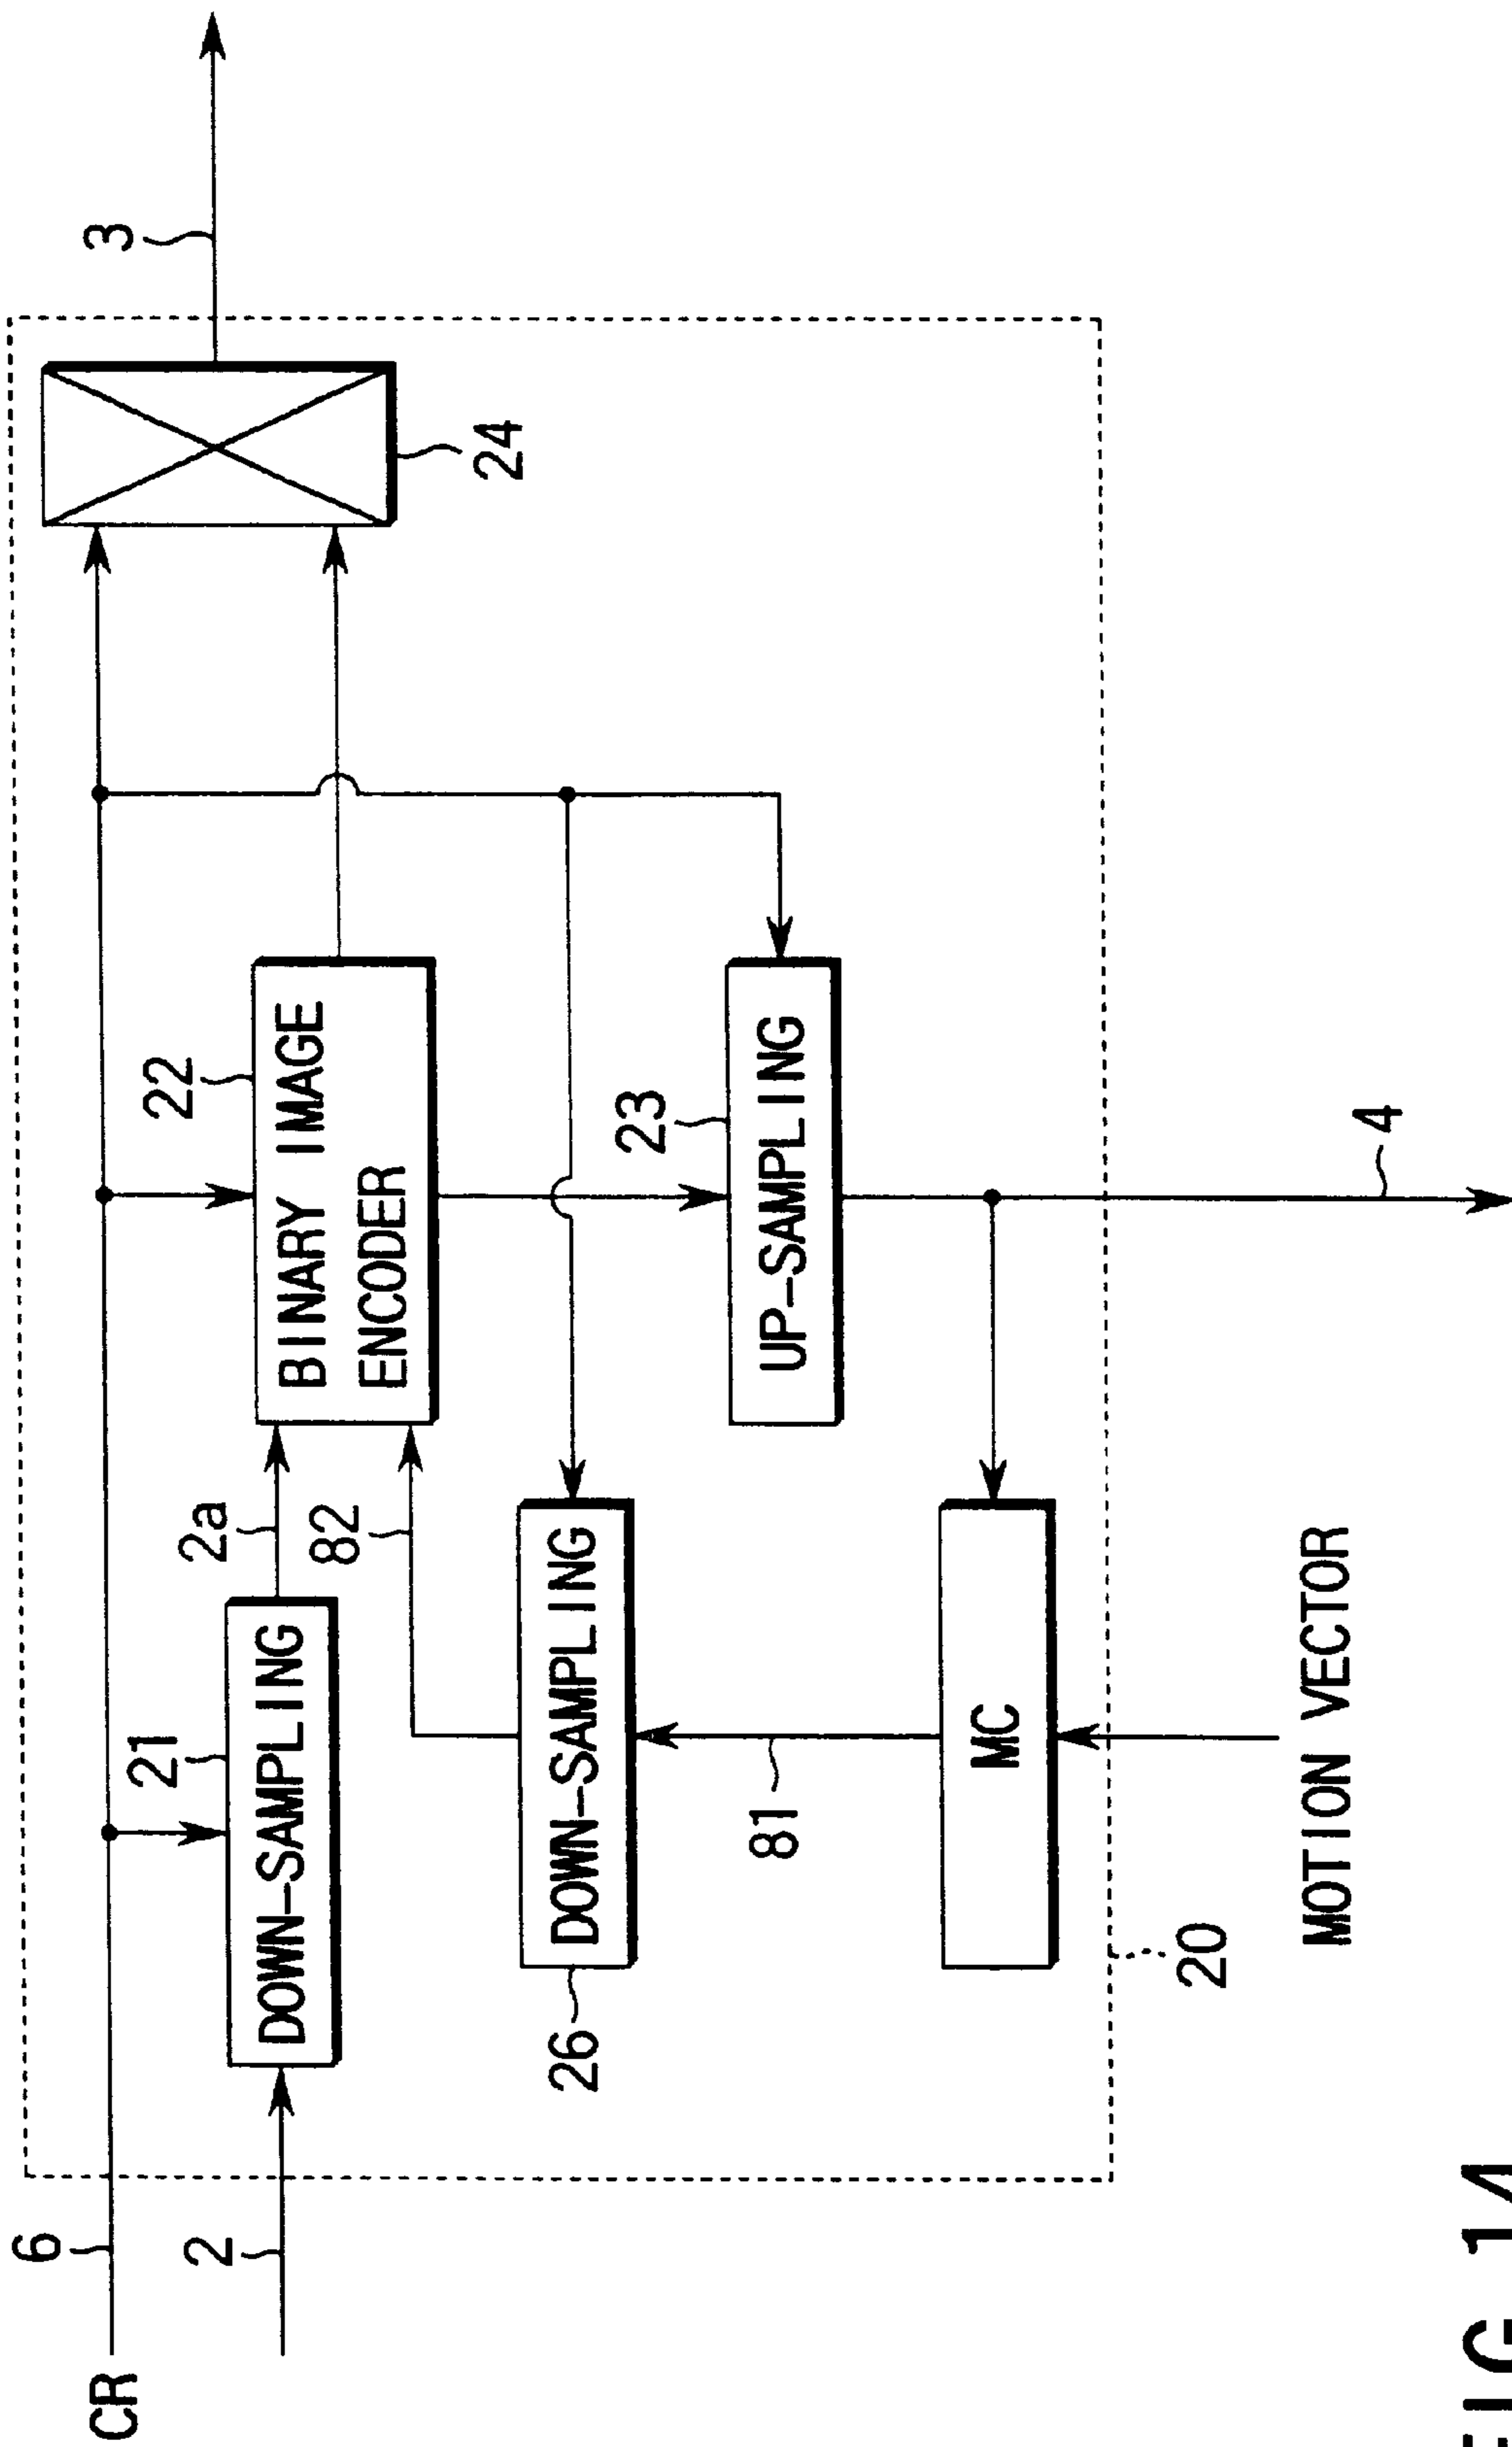 CR
6
2
3
21
DOWN-SAMPLING
2a
82
22
BINARY IMAGE
ENCODER
24
26
DOWN-SAMPLING
23
UP-SAMPLING
81
MC
4
20
MOTION VECTOR
FIG. 14